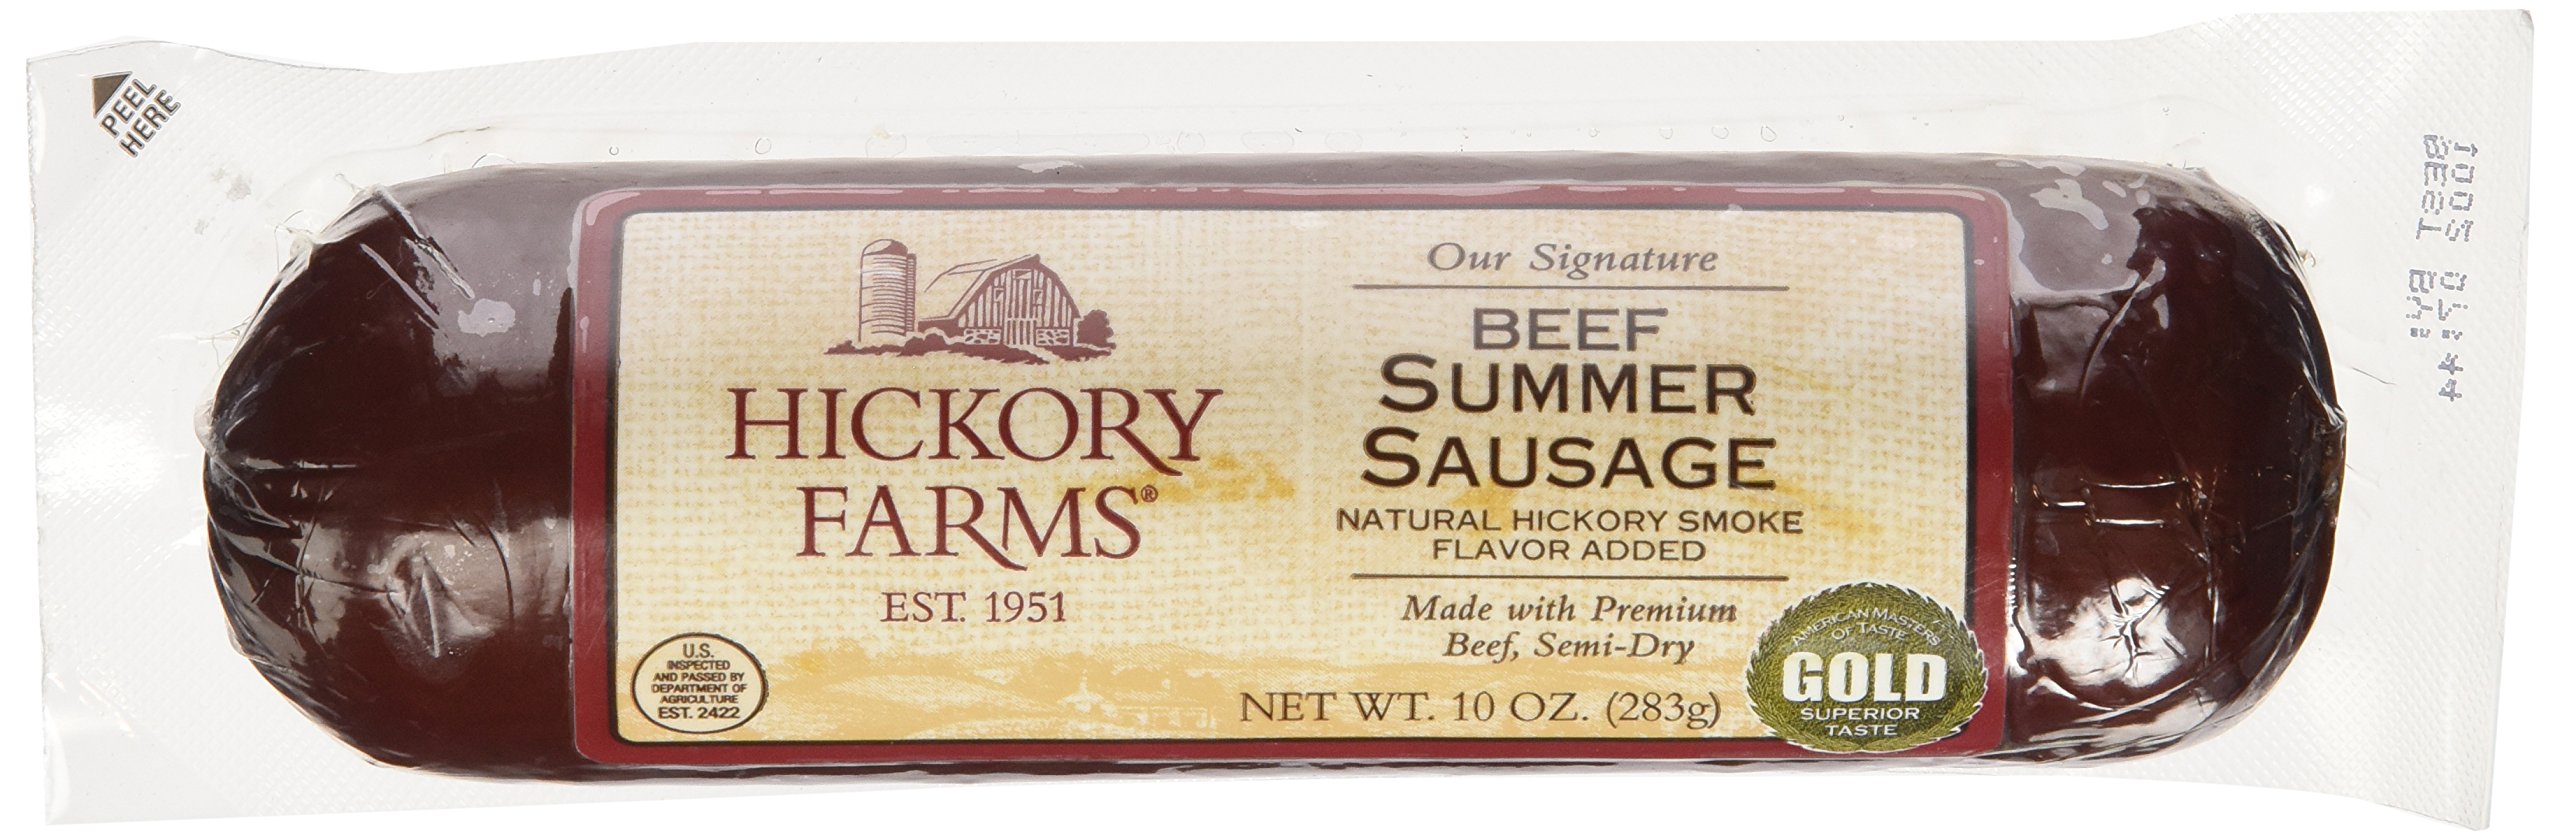 PEEL
HERE
HICKORY
FARMS®
EST. 1951
U.S.
INSPECTED
AND PASSED BY
DEPARTMENT OF
AGRICULTURE
EST. 2422
Our Signature
BEEF
SUMMER
SAUSAGE
NATURAL HICKORY SMOKE
FLAVOR ADDED
Made with Premium
Beef, Semi-Dry
NET WT. 10 OZ. (283g)
AMERICAN MASTERS
OF TASTE
GOLD
SUPERIOR
TASTE
BEST BY: